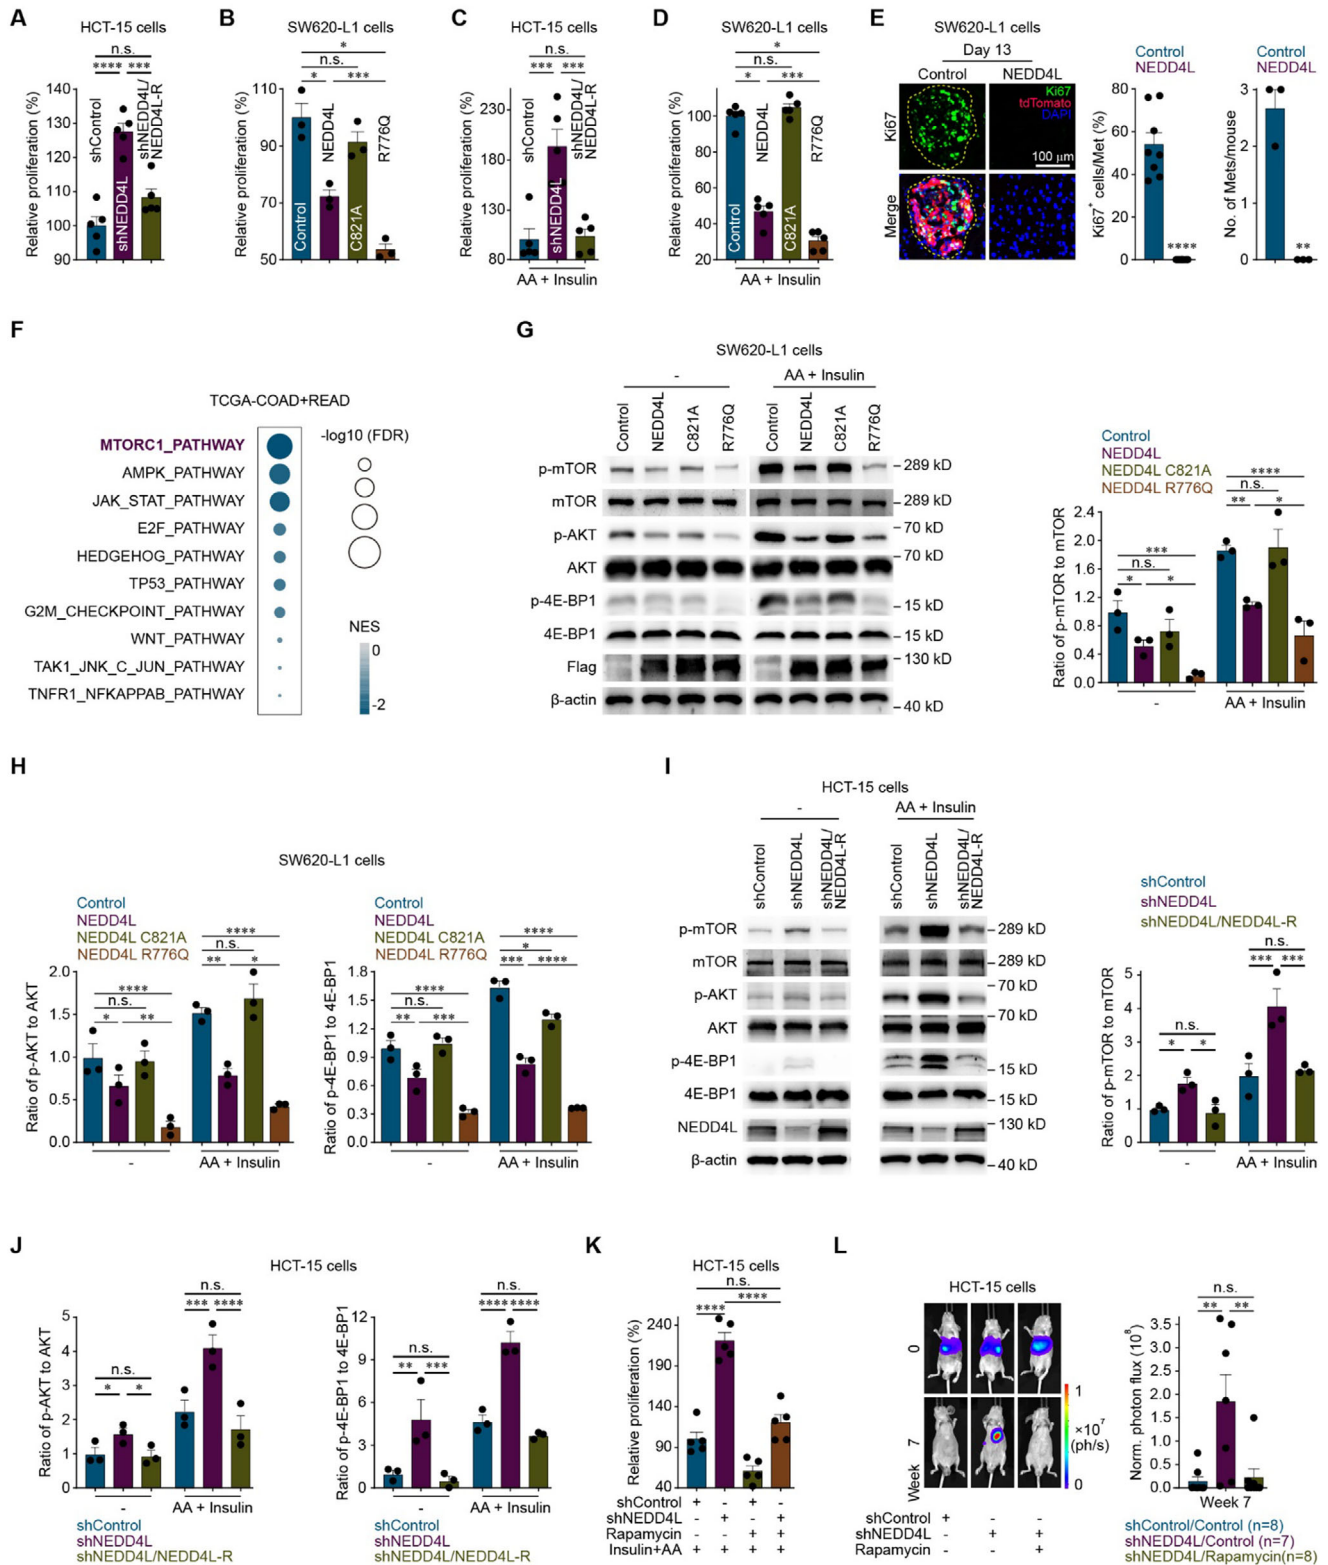 A
HCT-15 cells
n.s.
**** ***
Relative proliferation (%)
140
130
120
110
100
90
shControl
shNEDD4L
shNEDD4L/
NEDD4L-R
B
SW620-L1 cells
*
n.s.
* ***
Relative proliferation (%)
110
90
70
50
Control
NEDD4L
C821A
R776Q
C
HCT-15 cells
n.s.
*** ***
Relative proliferation (%)
230
180
130
80
shControl
shNEDD4L
shNEDD4L/
NEDD4L-R
AA + Insulin
D
SW620-L1 cells
*
n.s.
* ***
Relative proliferation (%)
100
80
60
40
20
Control
NEDD4L
C821A
R776Q
AA + Insulin
E
SW620-L1 cells
Day 13
Control NEDD4L
Ki67
tdTomato
DAPI
100 µm
Ki67
Merge
Control
NEDD4L
Ki67+ cells/Met (%)
80
60
40
20
0
****
Control
NEDD4L
No. of Mets/mouse
3
2
1
0
**
F
TCGA-COAD+READ
MTORC1_PATHWAY
AMPK_PATHWAY
JAK_STAT_PATHWAY
E2F_PATHWAY
HEDGEHOG_PATHWAY
TP53_PATHWAY
G2M_CHECKPOINT_PATHWAY
WNT_PATHWAY
TAK1_JNK_C_JUN_PATHWAY
TNFR1_NFKAPPAB_PATHWAY
-log10 (FDR)
NES
0
-2
G
SW620-L1 cells
- AA + Insulin
Control NEDD4L C821A R776Q Control NEDD4L C821A R776Q
p-mTOR 289 kD
mTOR 289 kD
p-AKT 70 kD
AKT 70 kD
p-4E-BP1 15 kD
4E-BP1 15 kD
Flag 130 kD
β-actin 40 kD
Control
NEDD4L
NEDD4L C821A
NEDD4L R776Q
Ratio of p-mTOR to mTOR
2.4
2.0
1.6
1.2
0.8
0.4
0.0
***
n.s.
* *
****
n.s.
** *
- AA + Insulin
H
SW620-L1 cells
Control
NEDD4L
NEDD4L C821A
NEDD4L R776Q
Ratio of p-AKT to AKT
2.0
1.5
1.0
0.5
0.0
****
n.s.
* **
****
n.s.
** *
- AA + Insulin
Control
NEDD4L
NEDD4L C821A
NEDD4L R776Q
Ratio of p-4E-BP1 to 4E-BP1
1.8
1.5
1.2
0.9
0.6
0.3
0.0
****
n.s.
** ***
****
*
*** ****
- AA + Insulin
I
HCT-15 cells
- AA + Insulin
shControl shNEDD4L shNEDD4L/ NEDD4L-R shControl shNEDD4L shNEDD4L/ NEDD4L-R
p-mTOR 289 kD
mTOR 289 kD
p-AKT 70 kD
AKT 70 kD
p-4E-BP1 15 kD
4E-BP1 15 kD
NEDD4L 130 kD
β-actin 40 kD
shControl
shNEDD4L
shNEDD4L/NEDD4L-R
Ratio of p-mTOR to mTOR
5
4
3
2
1
0
n.s.
* *
n.s.
*** ***
- AA + Insulin
J
HCT-15 cells
Ratio of p-AKT to AKT
5
4
3
2
1
0
n.s.
* *
n.s.
*** ****
- AA + Insulin
shControl
shNEDD4L
shNEDD4L/NEDD4L-R
Ratio of p-4E-BP1 to 4E-BP1
12
9
6
3
0
n.s.
** ***
n.s.
**** ****
- AA + Insulin
shControl
shNEDD4L
shNEDD4L/NEDD4L-R
K
HCT-15 cells
n.s.
****
****
Relative proliferation (%)
240
190
140
90
40
shControl + - + -
shNEDD4L - + - +
Rapamycin - - + +
Insulin+AA + + + +
L
HCT-15 cells
0
7
Week
1
×107
(ph/s)
0
shControl + - -
shNEDD4L - + +
Rapamycin - - +
n.s.
** **
Norm. photon flux (108)
3.5
3.0
2.5
2.0
1.5
1.0
0.5
0.0
Week 7
shControl/Control (n=8)
shNEDD4L/Control (n=7)
shNEDD4L/Rapamycin(n=8)